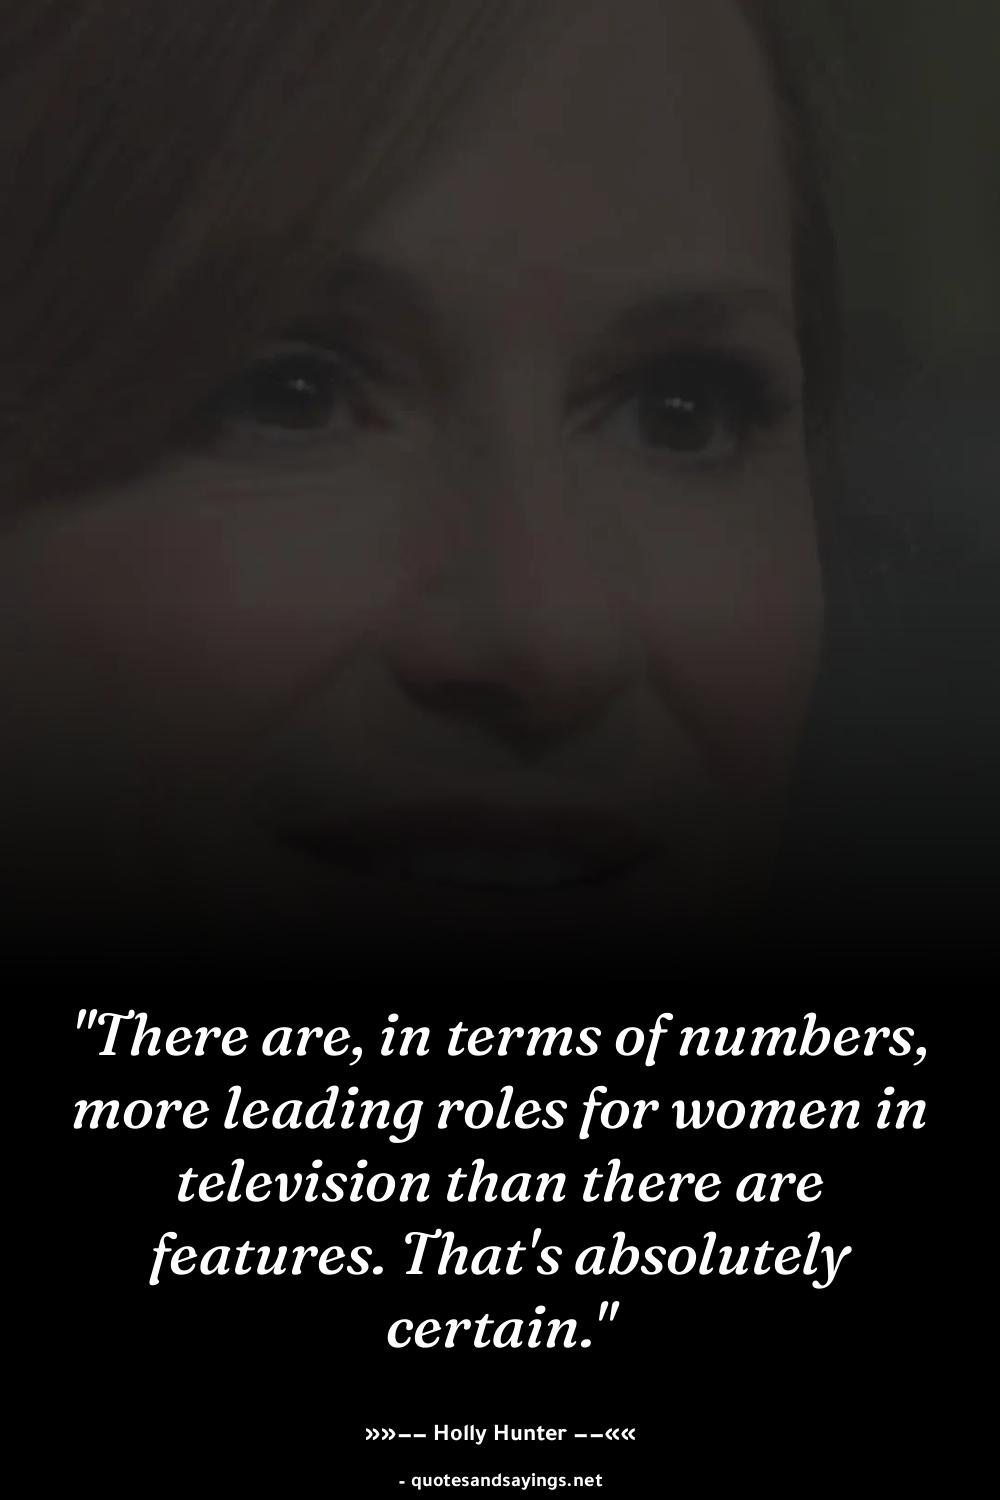 "There are, in terms of numbers,
more leading roles for women in
television than there are
features. That's absolutely
certain."
»»–– Holly Hunter ––««
- quotesandsayings.net